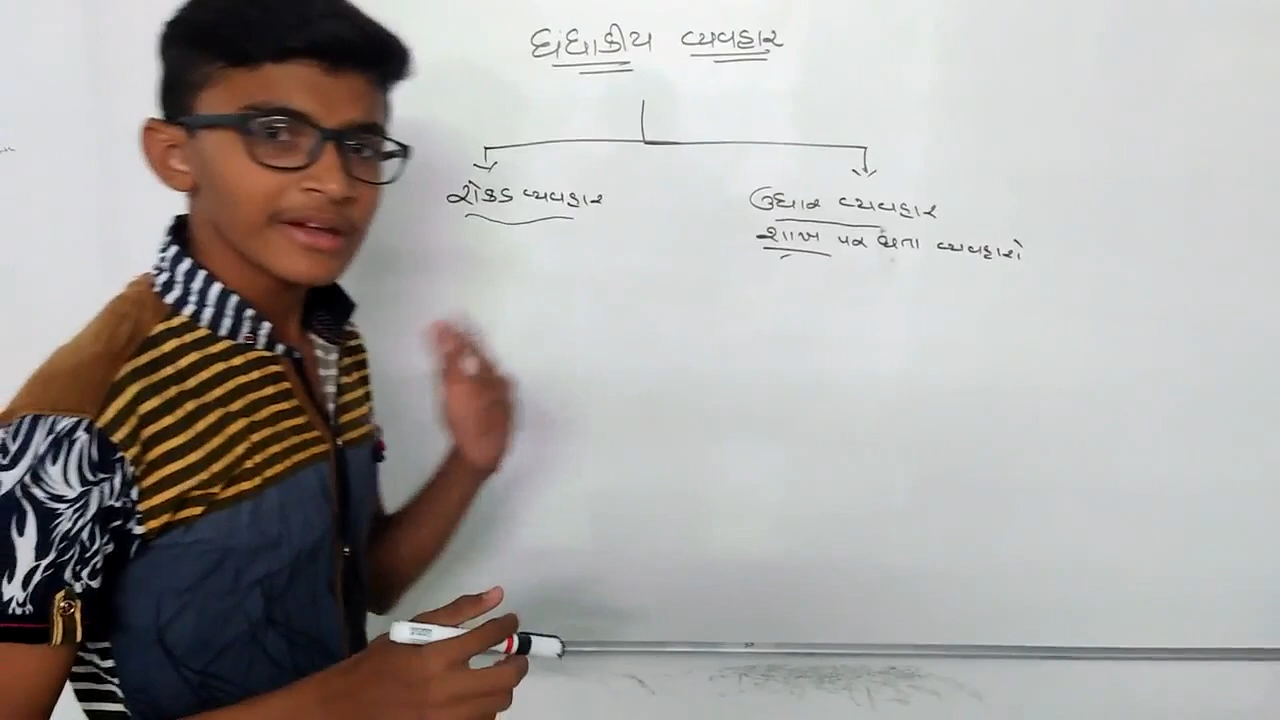 ધંધાકીય વ્યવહાર
રોકડ વ્યવહાર
ઉધાર વ્યવહાર
શાખ પર થતા વ્યવહારો